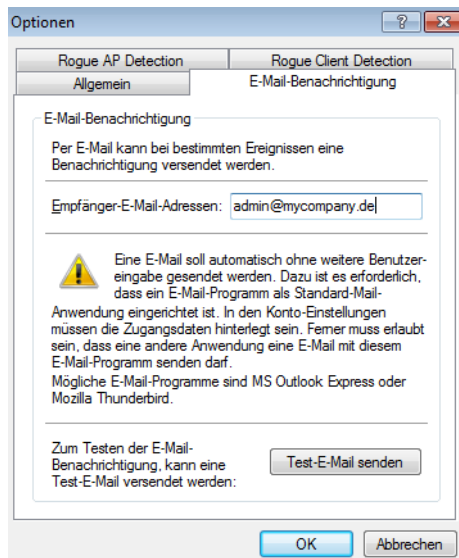 Optionen
Rogue AP Detection
Rogue Client Detection
Allgemein
E-Mail-Benachrichtigung
E-Mail-Benachrichtigung
Per E-Mail kann bei bestimmten Ereignissen eine
Benachrichtigung versendet werden.
Empfänger-E-Mail-Adressen:
admin@mycompany.de
Eine E-Mail soll automatisch ohne weitere Benutzer-
eingabe gesendet werden. Dazu ist es erforderlich,
dass ein E-Mail-Programm als Standard-Mail-
Anwendung eingerichtet ist. In den Konto-Einstellungen
müssen die Zugangsdaten hinterlegt sein. Ferner muss erlaubt
sein, dass eine andere Anwendung eine E-Mail mit diesem
E-Mail-Programm senden darf.
Mögliche E-Mail-Programme sind MS Outlook Express oder
Mozilla Thunderbird.
Zum Testen der E-Mail-
Benachrichtigung, kann eine
Test-E-Mail versendet werden:
Test-E-Mail senden
OK
Abbrechen